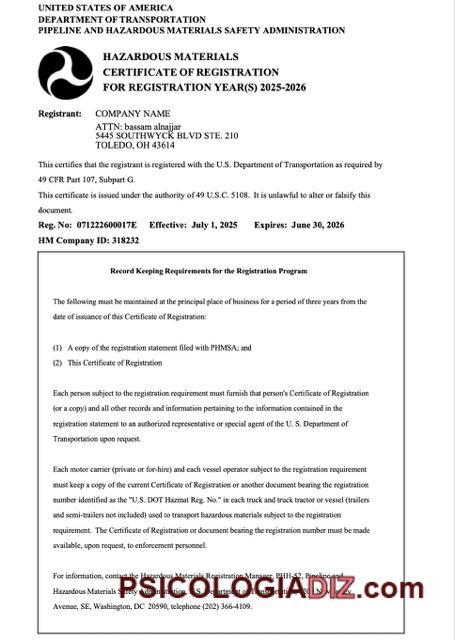 UNITED STATES OF AMERICA
DEPARTMENT OF TRANSPORTATION
PIPELINE AND HAZARDOUS MATERIALS SAFETY ADMINISTRATION
HAZARDOUS MATERIALS
CERTIFICATE OF REGISTRATION
FOR REGISTRATION YEAR(S) 2025-2026
Registrant: COMPANY NAME
ATTN: bassam alnajjar
5445 SOUTHWYCK BLVD STE. 210
TOLEDO, OH 43614
This certifies that the registrant is registered with the U.S. Department of Transportation as required by
49 CFR Part 107, Subpart G.
This certificate is issued under the authority of 49 U.S.C. 5108. It is unlawful to alter or falsify this
document.
Reg. No: 071222600017E Effective: July 1, 2025 Expires: June 30, 2026
HM Company ID: 318232
Record Keeping Requirements for the Registration Program
The following must be maintained at the principal place of business for a period of three years from the
date of issuance of this Certificate of Registration:
(1) A copy of the registration statement filed with PHMSA; and
(2) This Certificate of Registration
Each person subject to the registration requirement must furnish that person's Certificate of Registration
(or a copy) and all other records and information pertaining to the information contained in the
registration statement to an authorized representative or special agent of the U. S. Department of
Transportation upon request.
Each motor carrier (private or for-hire) and each vessel operator subject to the registration requirement
must keep a copy of the current Certificate of Registration or another document bearing the registration
number identified as the "U.S. DOT Hazmat Reg. No." in each truck and truck tractor or vessel (trailers
and semi-trailers not included) used to transport hazardous materials subject to the registration
requirement. The Certificate of Registration or document bearing the registration number must be made
available, upon request, to enforcement personnel.
For information, contact the Hazardous Materials Registration Manager, PHH-52, Pipeline and
Hazardous Materials Safety
Avenue, SE, Washington, DC 20590, telephone (202) 366-4109.
PSICOLOGIADIZ.com